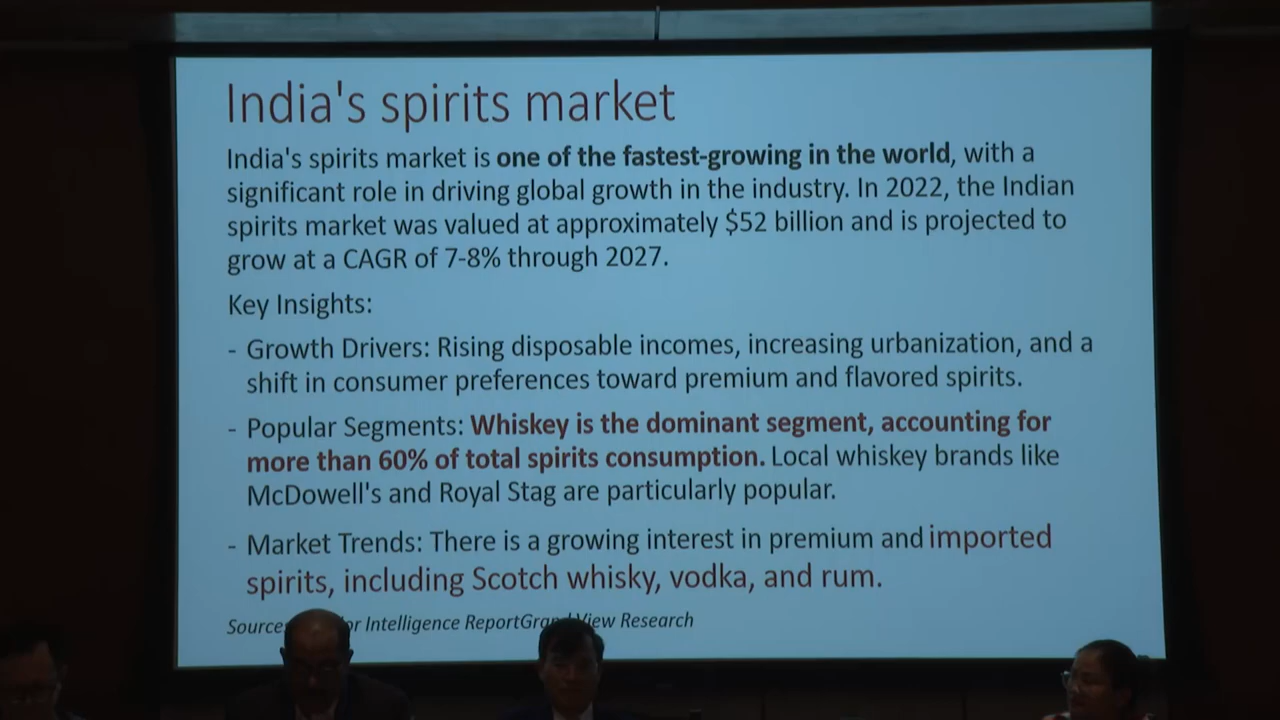 India's spirits market
India's spirits market is one of the fastest-growing in the world, with a
significant role in driving global growth in the industry. In 2022, the Indian
spirits market was valued at approximately $52 billion and is projected to
grow at a CAGR of 7-8% through 2027.
Key Insights:
- Growth Drivers: Rising disposable incomes, increasing urbanization, and a
shift in consumer preferences toward premium and flavored spirits.
- Popular Segments: Whiskey is the dominant segment, accounting for
more than 60% of total spirits consumption. Local whiskey brands like
McDowell's and Royal Stag are particularly popular.
- Market Trends: There is a growing interest in premium and imported
spirits, including Scotch whisky, vodka, and rum.
Intelligence View Research